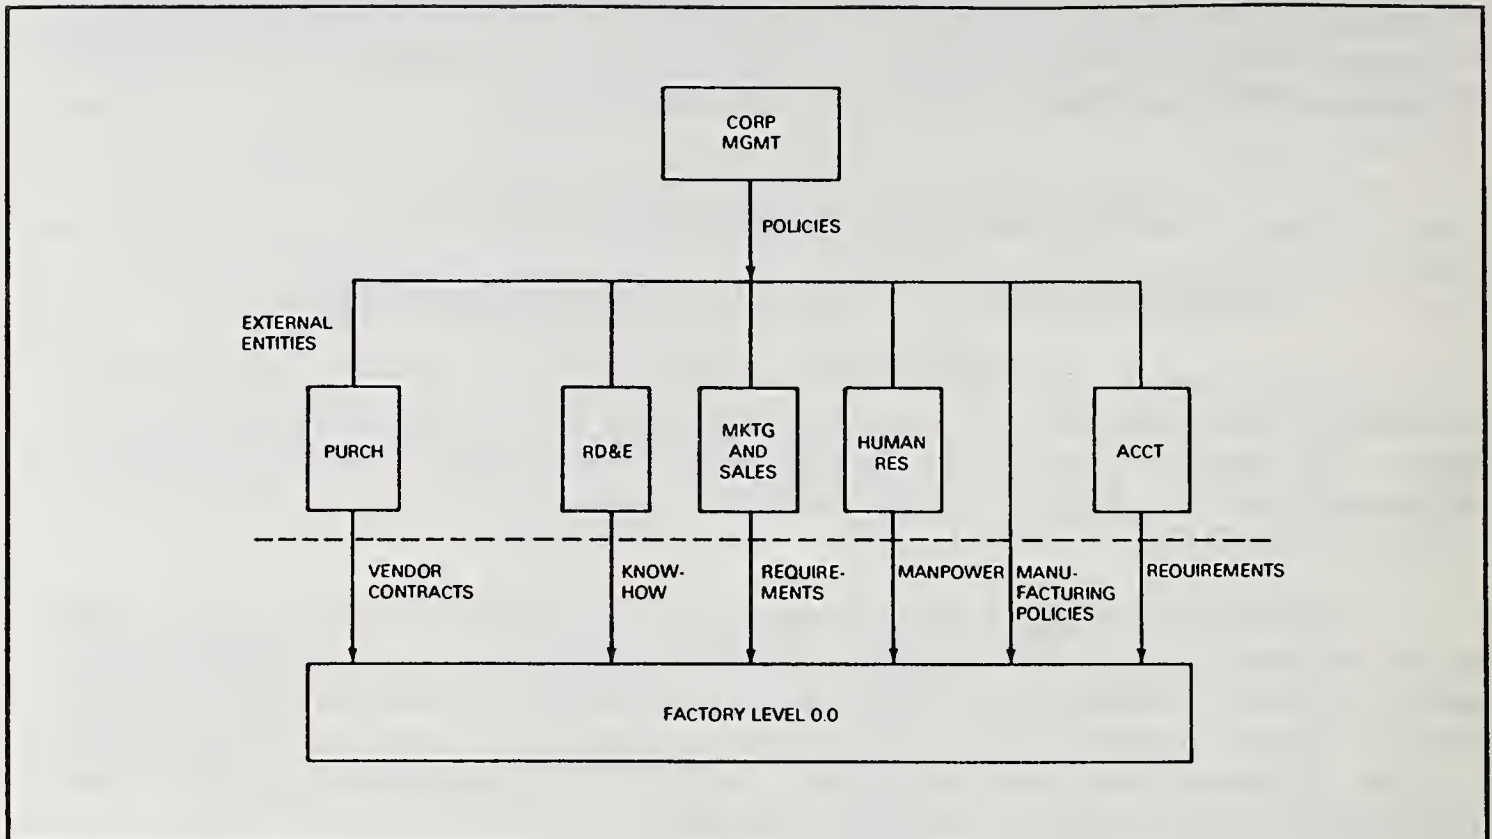 CORP
MGMT
POLICIES
EXTERNAL
ENTITIES
PURCH
RD&E
MKTG
AND
SALES
HUMAN
RES
ACCT
VENDOR
CONTRACTS
KNOW-
HOW
REQUIRE-
MENTS
MANPOWER
MANU-
FACTURING
POLICIES
REQUIREMENTS
FACTORY LEVEL 0.0